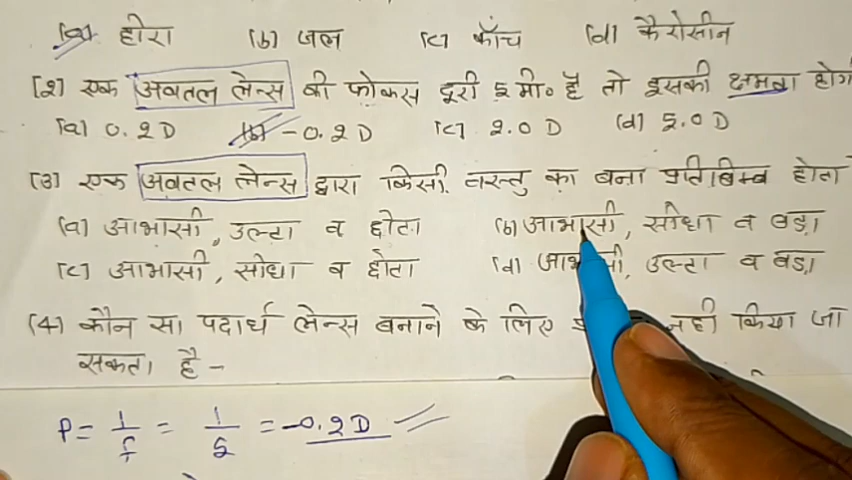 (a) हीरा (b) जल (c) काँच (d) कैरोसीन
(2) एक अवतल लेन्स की फोकस दूरी 5 मी० है तो इसकी क्षमता होग
(a) 0.2 D (b) -0.2 D (c) 2.0 D (d) 5.0 D
(3) एक अवतल लेन्स द्वारा किसी वस्तु का बना प्रतिबिम्ब होता
(a) आभासी, उल्टा व छोटा (b) आभासी, सीधा व बड़ा
(c) आभासी, सीधा व छोटा (d) आभासी, उल्टा व बड़ा
(4) कौन सा पदार्थ लेन्स बनाने के लिए नही किया जा
सकता है -
P = 1/f = 1/5 = -0.2D